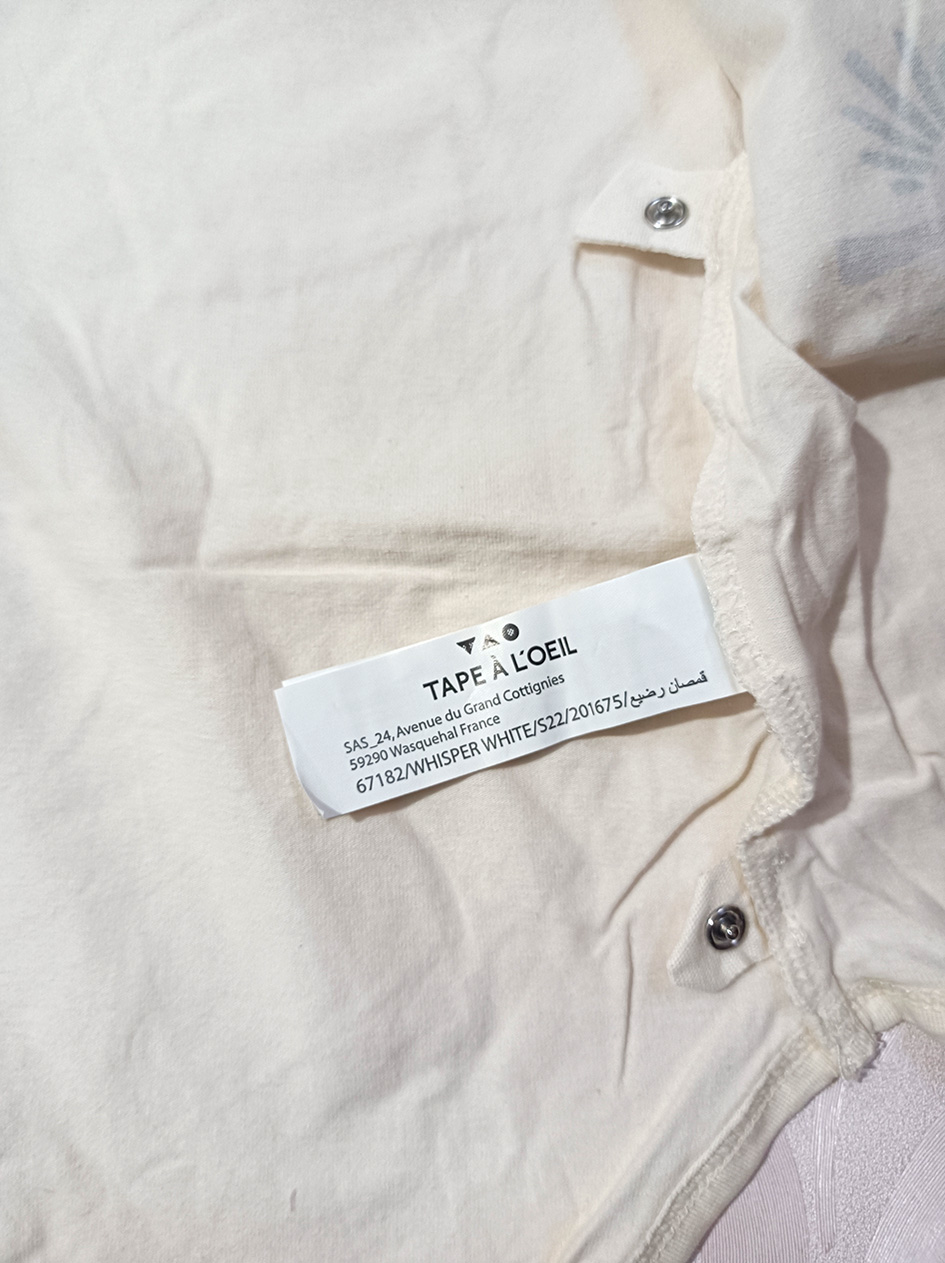 TAPE À L'OEIL
SAS_24, Avenue du Grand Cottignies
59290 Wasquehal France
67182/WHISPER WHITE/S22/201675/قمصان رضيع